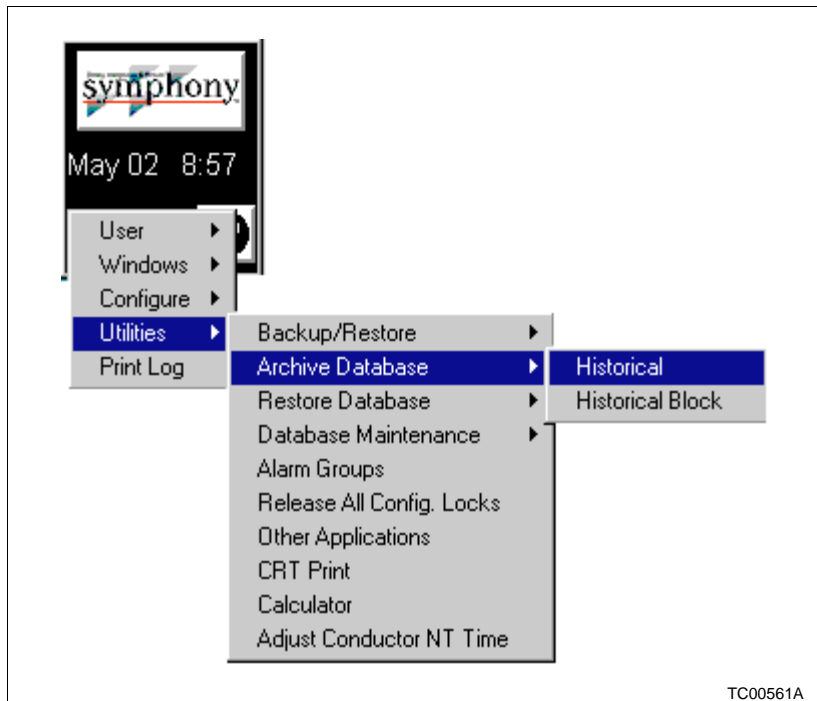 symphony
May 02 8:57
User
Windows
Configure
Utilities
Print Log
Backup/Restore
Archive Database
Restore Database
Database Maintenance
Alarm Groups
Release All Config. Locks
Other Applications
CRT Print
Calculator
Adjust Conductor NT Time
Historical
Historical Block
TC00561A